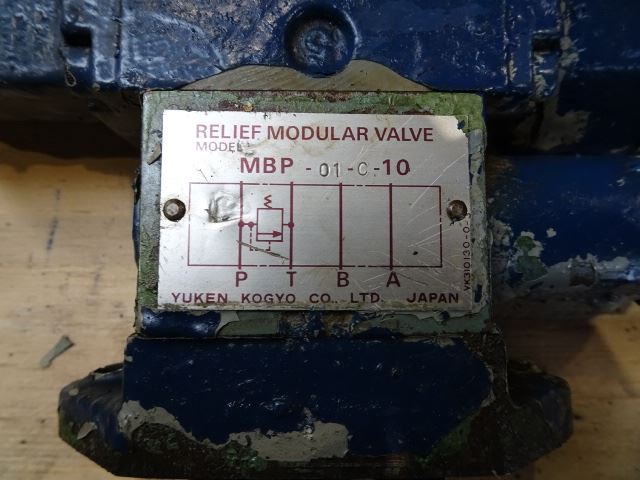 RELIEF MODULAR VALVE
MODEL
MBP-01-C-10
P T B A
YUKEN KOGYO CO., LTD. JAPAN